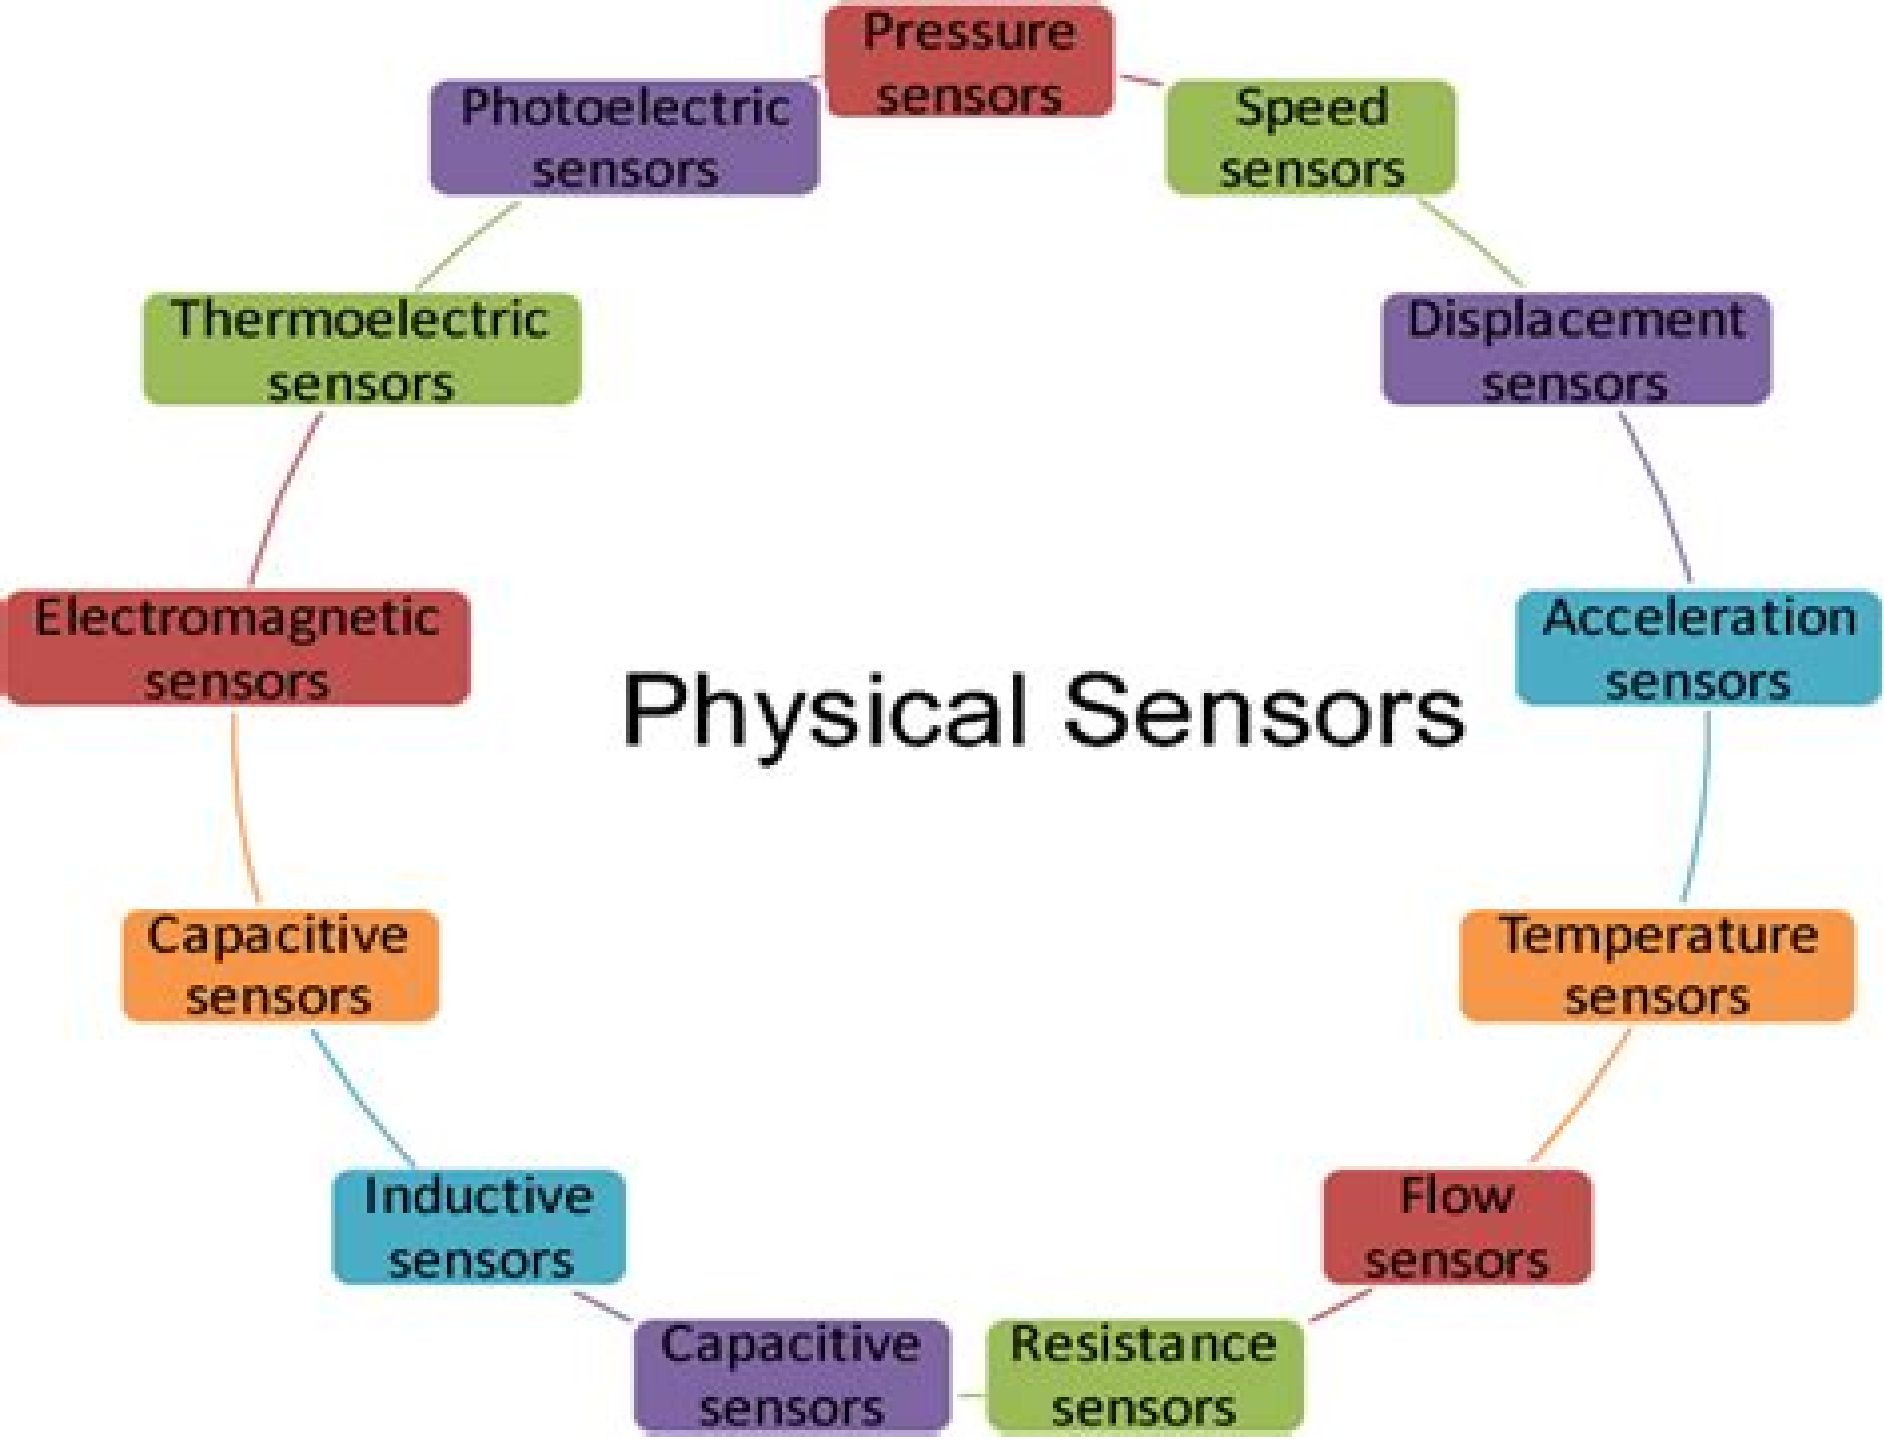 Pressure
sensors
Speed
sensors
Displacement
sensors
Acceleration
sensors
Temperature
sensors
Flow
sensors
Resistance
sensors
Capacitive
sensors
Inductive
sensors
Capacitive
sensors
Electromagnetic
sensors
Thermoelectric
sensors
Photoelectric
sensors
Physical Sensors